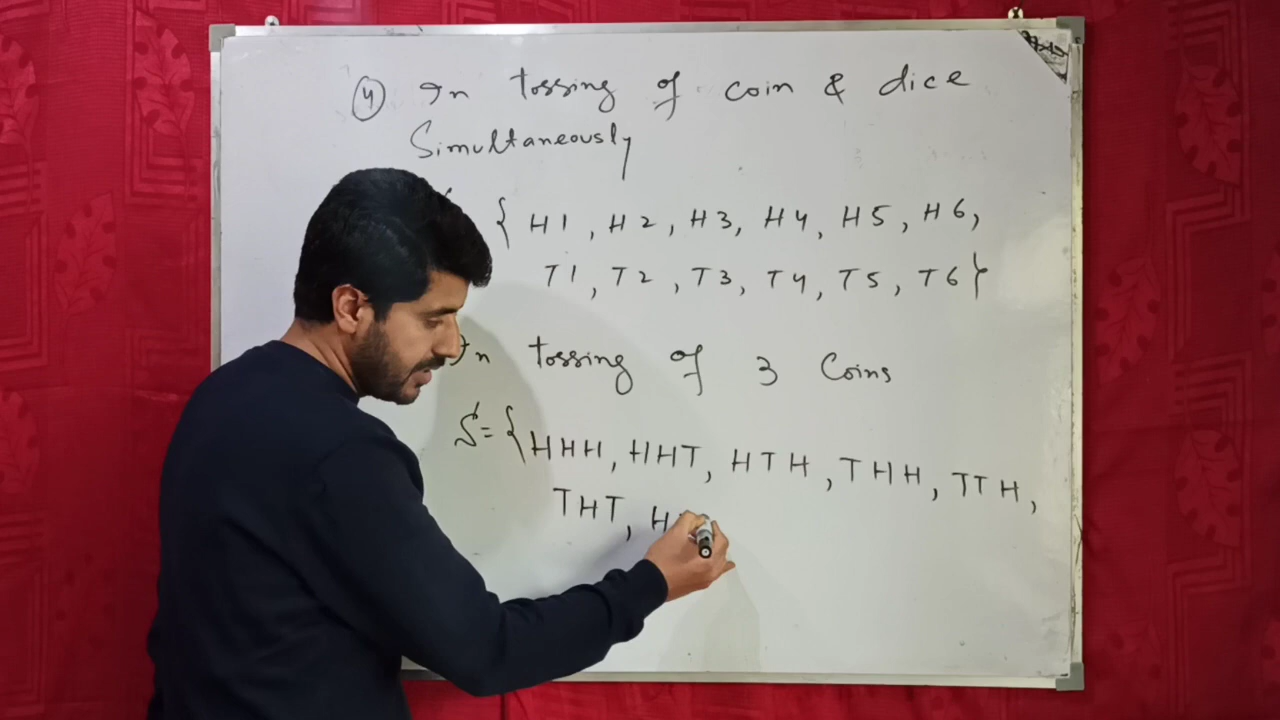 4 In tossing of coin & dice
Simultaneously
{ H1, H2, H3, H4, H5, H6,
T1, T2, T3, T4, T5, T6}
In tossing of 3 Coins
S = { HHH, HHT, HTH, THH, TTH,
THT, H